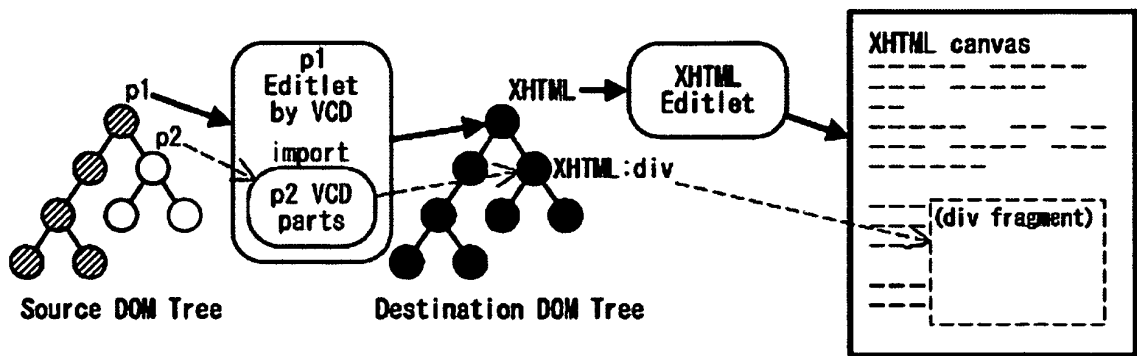 p1
p2
p1
Editlet
by VCD
import
p2 VCD
parts
Source DOM Tree
XHTML
XHTML:div
Destination DOM Tree
XHTML
Editlet
XHTML canvas
(div fragment)